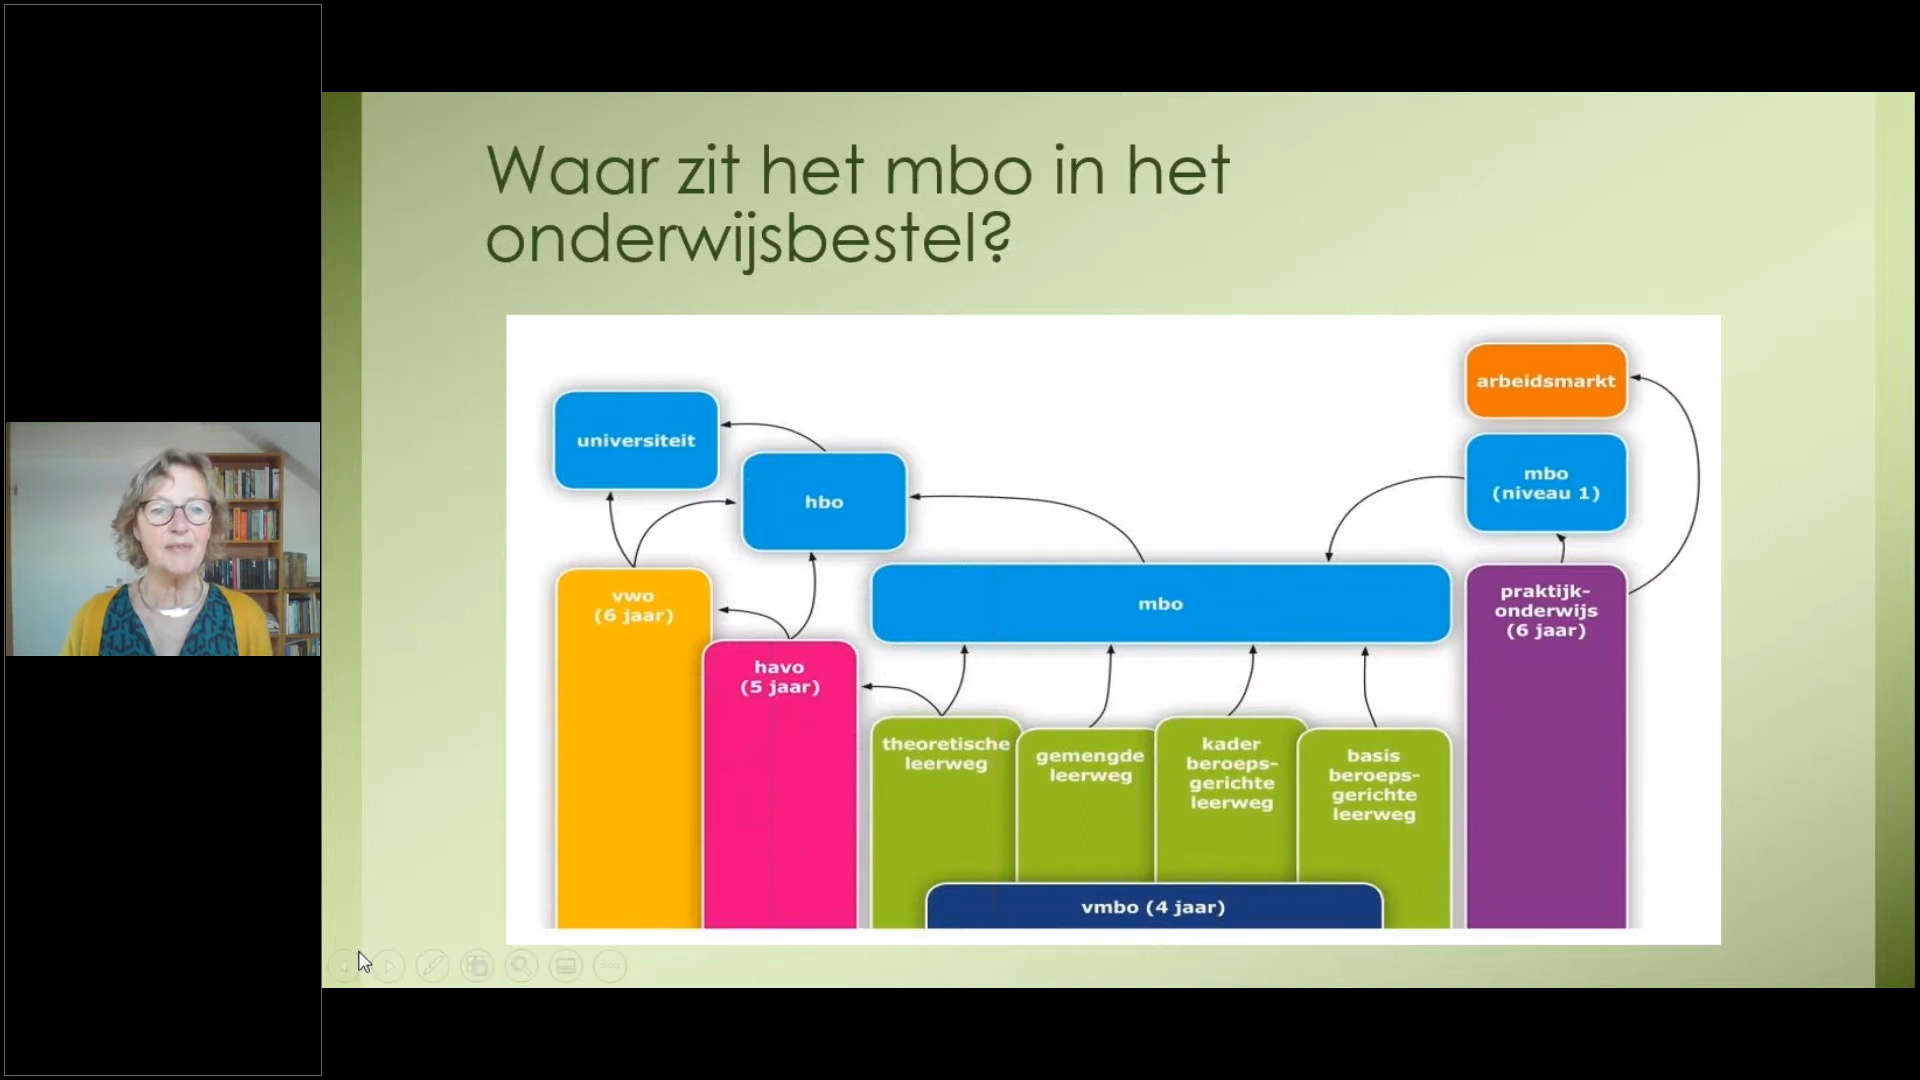 Waar zit het mbo in het
onderwijsbestel?
arbeidsmarkt
universiteit
mbo
(niveau 1)
hbo
vwo
(6 jaar)
mbo
praktijk-
onderwijs
(6 jaar)
havo
(5 jaar)
theoretische
leerweg
gemengde
leerweg
kader
beroeps-
gerichte
leerweg
basis
beroeps-
gerichte
leerweg
vmbo (4 jaar)